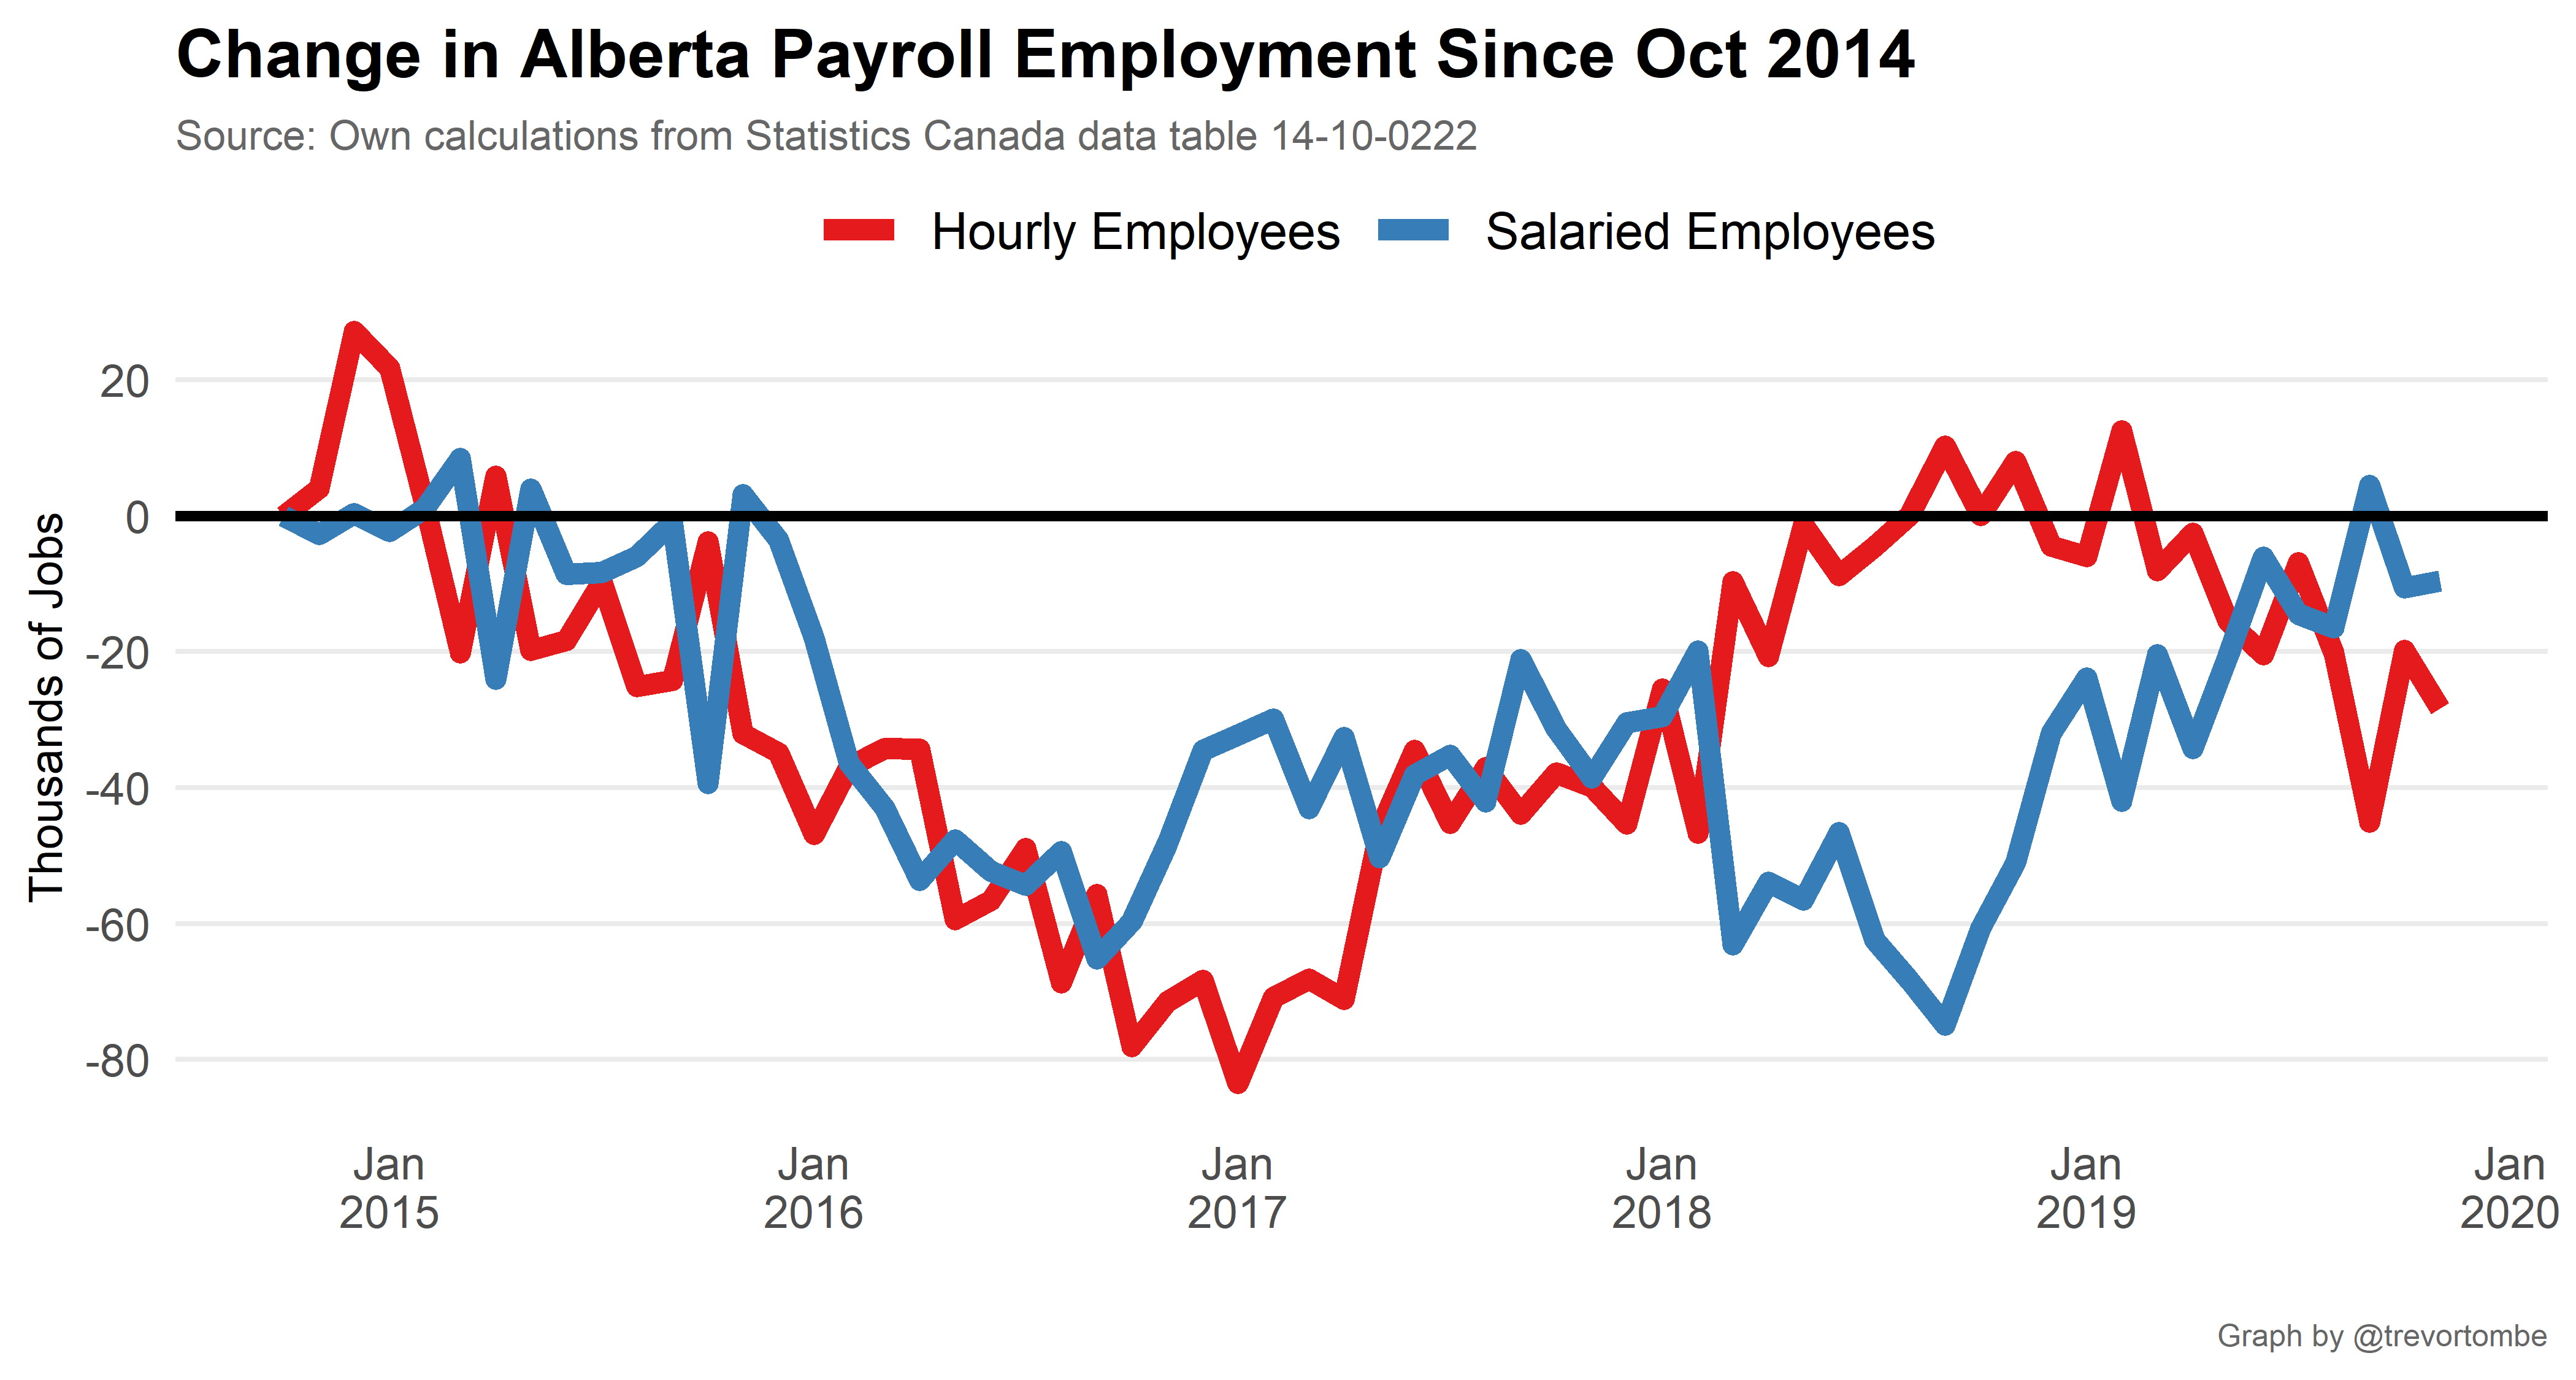 Change in Alberta Payroll Employment Since Oct 2014
Source: Own calculations from Statistics Canada data table 14-10-0222
Hourly Employees
Salaried Employees
Thousands of Jobs
20
0
-20
-40
-60
-80
Jan
2015
Jan
2016
Jan
2017
Jan
2018
Jan
2019
Jan
2020
Graph by @trevortombe